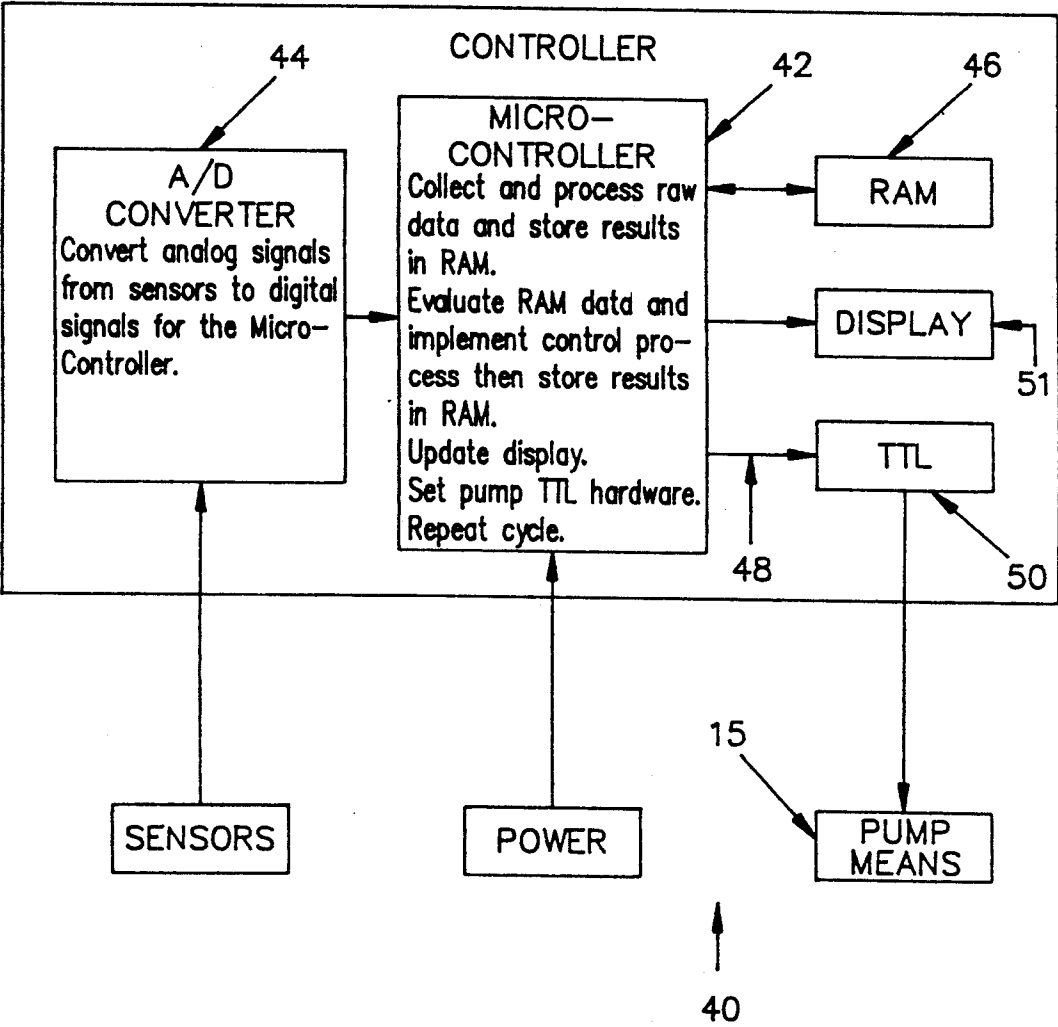 CONTROLLER
44
42
46
A/D
CONVERTER
Convert analog signals
from sensors to digital
signals for the Micro-
Controller.
MICRO-
CONTROLLER
Collect and process raw
data and store results
in RAM.
Evaluate RAM data and
implement control pro-
cess then store results
in RAM.
Update display.
Set pump TTL hardware.
Repeat cycle.
RAM
DISPLAY
51
TTL
48
50
15
SENSORS
POWER
PUMP
MEANS
40